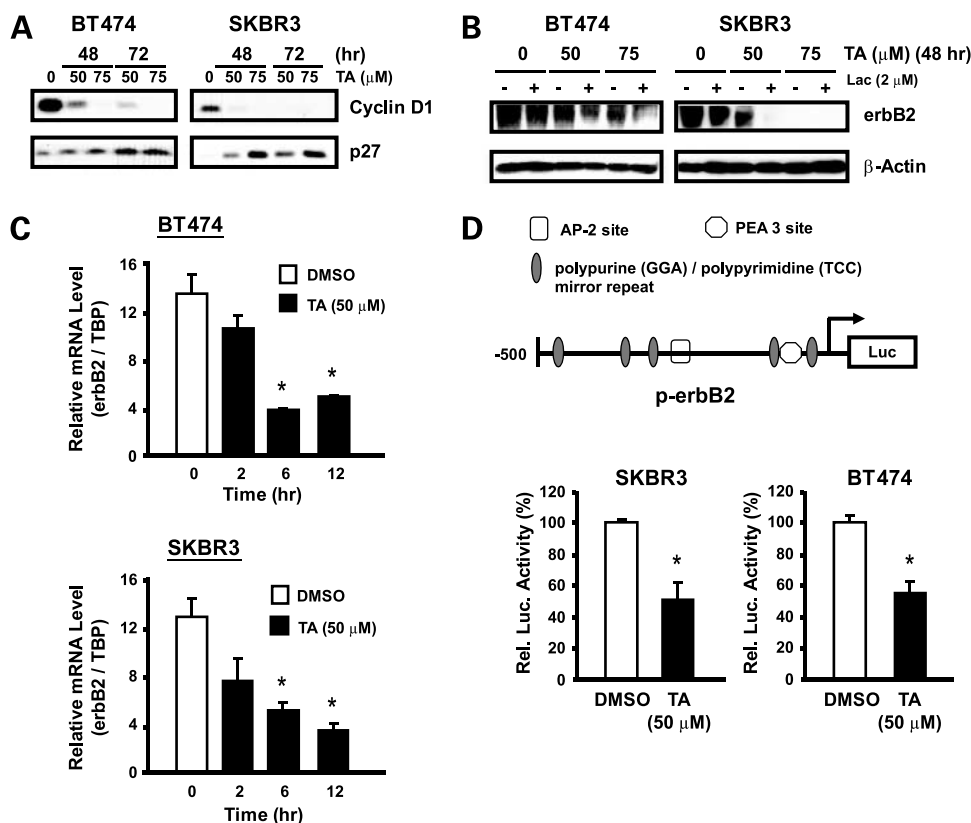 A
BT474 SKBR3
48 72 (hr) 48 72
0 50 75 50 75 TA (μM) 0 50 75 50 75
Cyclin D1
p27
B
BT474 SKBR3
0 50 75 0 50 75 TA (μM) (48 hr)
- + - + - + - + - + - + Lac (2 μM)
erbB2
β-Actin
C
BT474
Relative mRNA Level
(erbB2 / TBP)
16
12
8
4
0
DMSO
TA (50 μM)
* *
0 2 6 12
Time (hr)
SKBR3
Relative mRNA Level
(erbB2 / TBP)
16
12
8
4
0
DMSO
TA (50 μM)
* *
0 2 6 12
Time (hr)
D
AP-2 site PEA 3 site
polypurine (GGA) / polypyrimidine (TCC)
mirror repeat
-500 Luc
p-erbB2
SKBR3
Rel. Luc. Activity (%)
120
100
80
60
40
20
0
*
DMSO TA
(50 μM)
BT474
Rel. Luc. Activity (%)
120
100
80
60
40
20
0
*
DMSO TA
(50 μM)